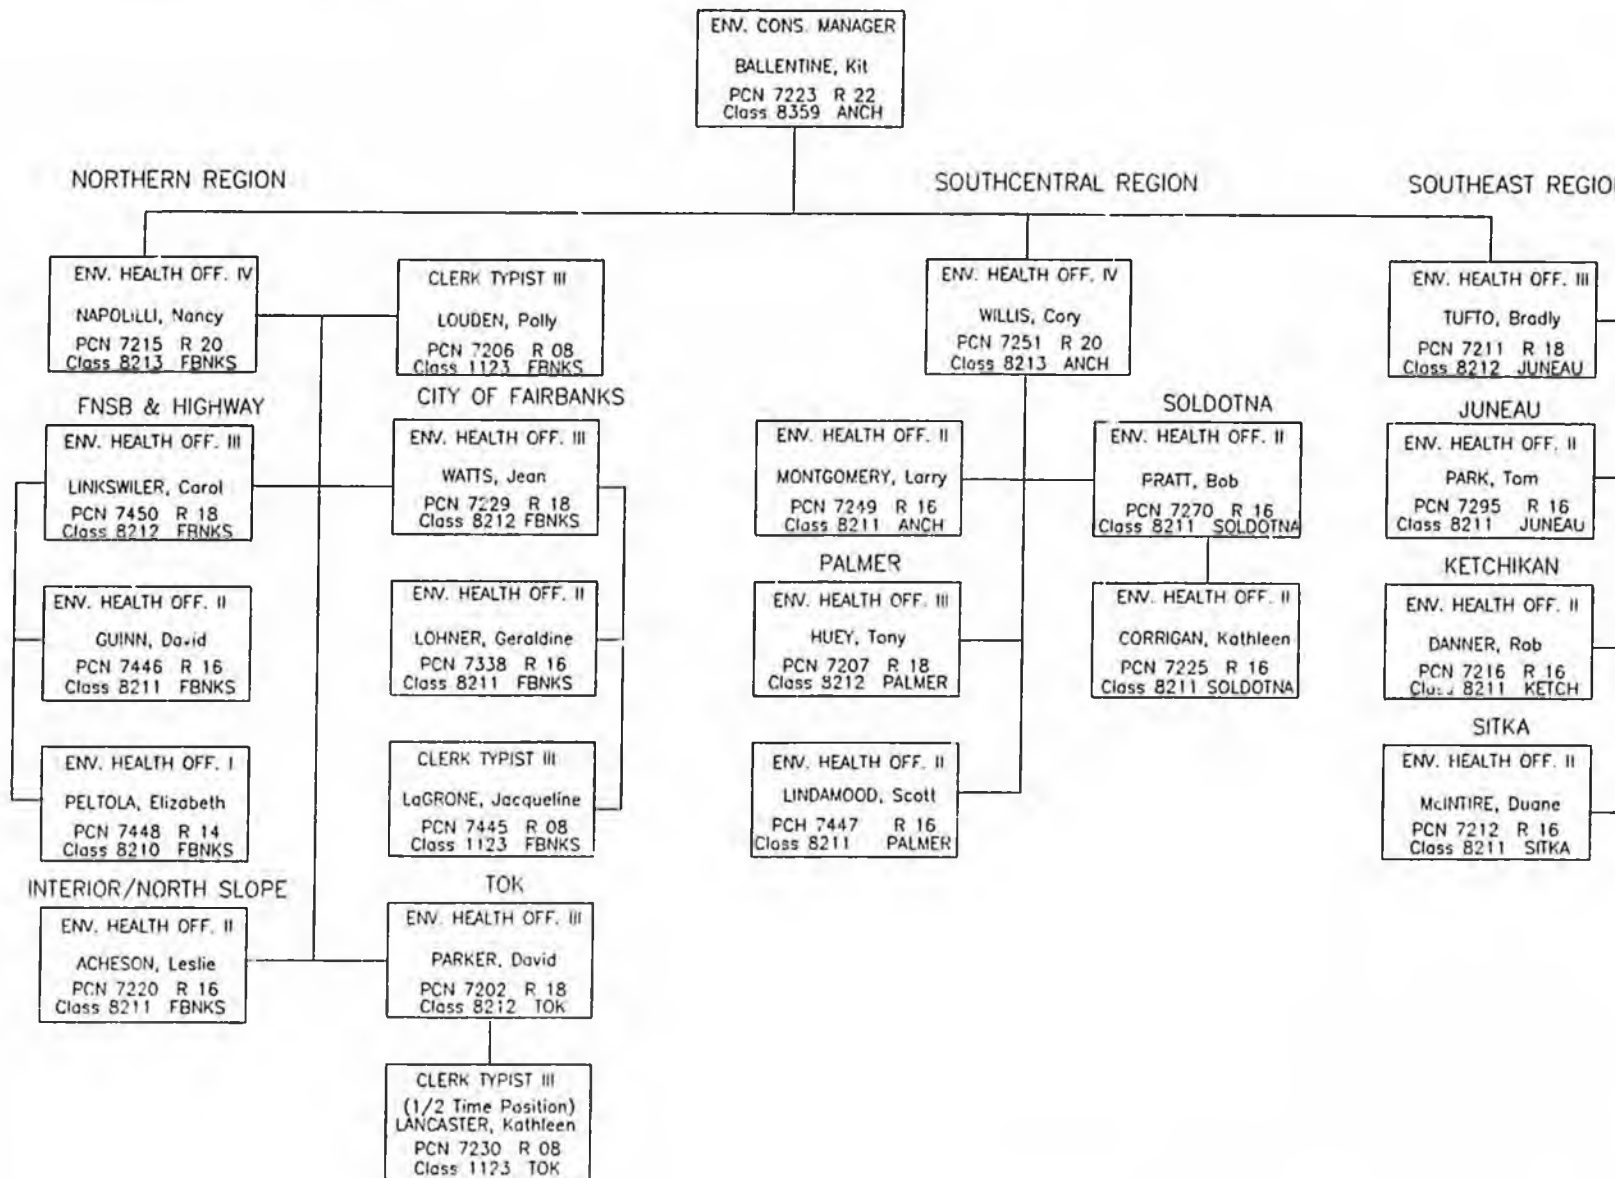 ENV. CONS. MANAGER
BALLENTINE, Kit
PCN 7223 R 22
Class 8359 ANCH
NORTHERN REGION
SOUTHCENTRAL REGION
SOUTHEAST REGION
ENV. HEALTH OFF. IV
NAPOLILLI, Nancy
PCN 7215 R 20
Class 8213 FBNKS
CLERK TYPIST III
LOUDEN, Polly
PCN 7206 R 08
Class 1123 FBNKS
ENV. HEALTH OFF. IV
WILLIS, Cory
PCN 7251 R 20
Class 8213 ANCH
ENV. HEALTH OFF. III
TUFTO, Bradly
PCN 7211 R 18
Class 8212 JUNEAU
FNSB & HIGHWAY
ENV. HEALTH OFF. III
LINKSWILER, Carol
PCN 7450 R 18
Class 8212 FBNKS
CITY OF FAIRBANKS
ENV. HEALTH OFF. III
WATTS, Jean
PCN 7229 R 18
Class 8212 FBNKS
ENV. HEALTH OFF. II
MONTGOMERY, Larry
PCN 7249 R 16
Class 8211 ANCH
SOLDOTNA
ENV. HEALTH OFF. II
PRATT, Bob
PCN 7270 R 16
Class 8211 SOLDOTNA
JUNEAU
ENV. HEALTH OFF. II
PARK, Tom
PCN 7295 R 16
Class 8211 JUNEAU
ENV. HEALTH OFF. II
GUINN, David
PCN 7446 R 16
Class 8211 FBNKS
ENV. HEALTH OFF. II
LOHNER, Geraldine
PCN 7338 R 16
Class 8211 FBNKS
PALMER
ENV. HEALTH OFF. III
HUEY, Tony
PCN 7207 R 18
Class 8212 PALMER
ENV. HEALTH OFF. II
CORRIGAN, Kathleen
PCN 7225 R 16
Class 8211 SOLDOTNA
KETCHIKAN
ENV. HEALTH OFF. II
DANNER, Rob
PCN 7216 R 16
Class 8211 KETCH
ENV. HEALTH OFF. I
PELTOLA, Elizabeth
PCN 7448 R 14
Class 8210 FBNKS
CLERK TYPIST III
LaGRONE, Jacqueline
PCN 7445 R 08
Class 1123 FBNKS
ENV. HEALTH OFF. II
LINDAMOOD, Scott
PCH 7447 R 16
Class 8211 PALMER
SITKA
ENV. HEALTH OFF. II
McINTIRE, Duane
PCN 7212 R 16
Class 8211 SITKA
INTERIOR/NORTH SLOPE
ENV. HEALTH OFF. II
ACHESON, Leslie
PCN 7220 R 16
Class 8211 FBNKS
TOK
ENV. HEALTH OFF. III
PARKER, David
PCN 7202 R 18
Class 8212 TOK
CLERK TYPIST III
(1/2 Time Position)
LANCASTER, Kathleen
PCN 7230 R 08
Class 1123 TOK